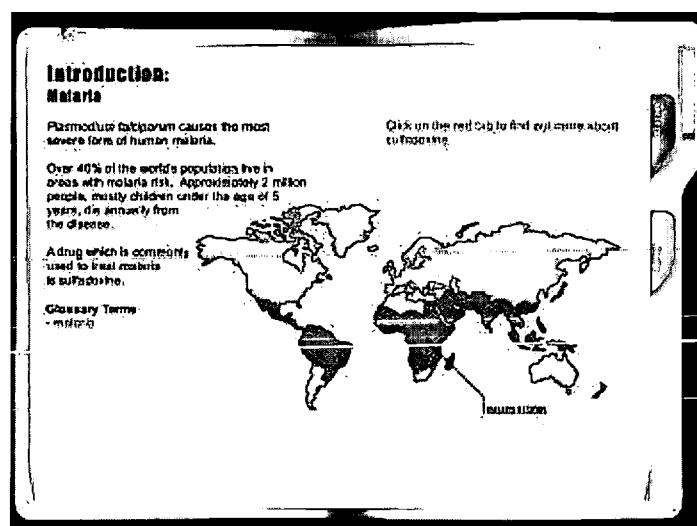 Introduction:
Malaria
Plasmodium falciparum causes the most
severe form of human malaria.
Over 40% of the world's population live in
areas with malaria risk. Approximately 2 million
people, mostly children under the age of 5
years, die annually from
the disease.
A drug which is commonly
used to treat malaria
is sulfadoxine.
Glossary Terms
- malaria
Click on the red tab to find out more about
sulfadoxine.